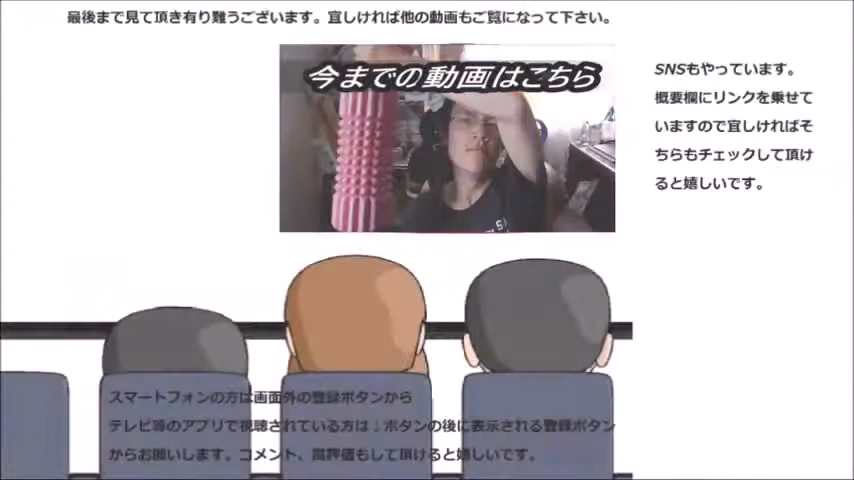 最後まで見て頂き有り難うございます。宜しければ他の動画もご覧になって下さい。
今までの動画はこちら
SNSもやっています。
概要欄にリンクを乗せて
いますので宜しければそ
ちらもチェックして頂け
ると嬉しいです。
スマートフォンの方は画面外の登録ボタンから
テレビ等のアプリで視聴されている方は↓ボタンの後に表示される登録ボタン
からお願いします。コメント、高評価もして頂けると嬉しいです。